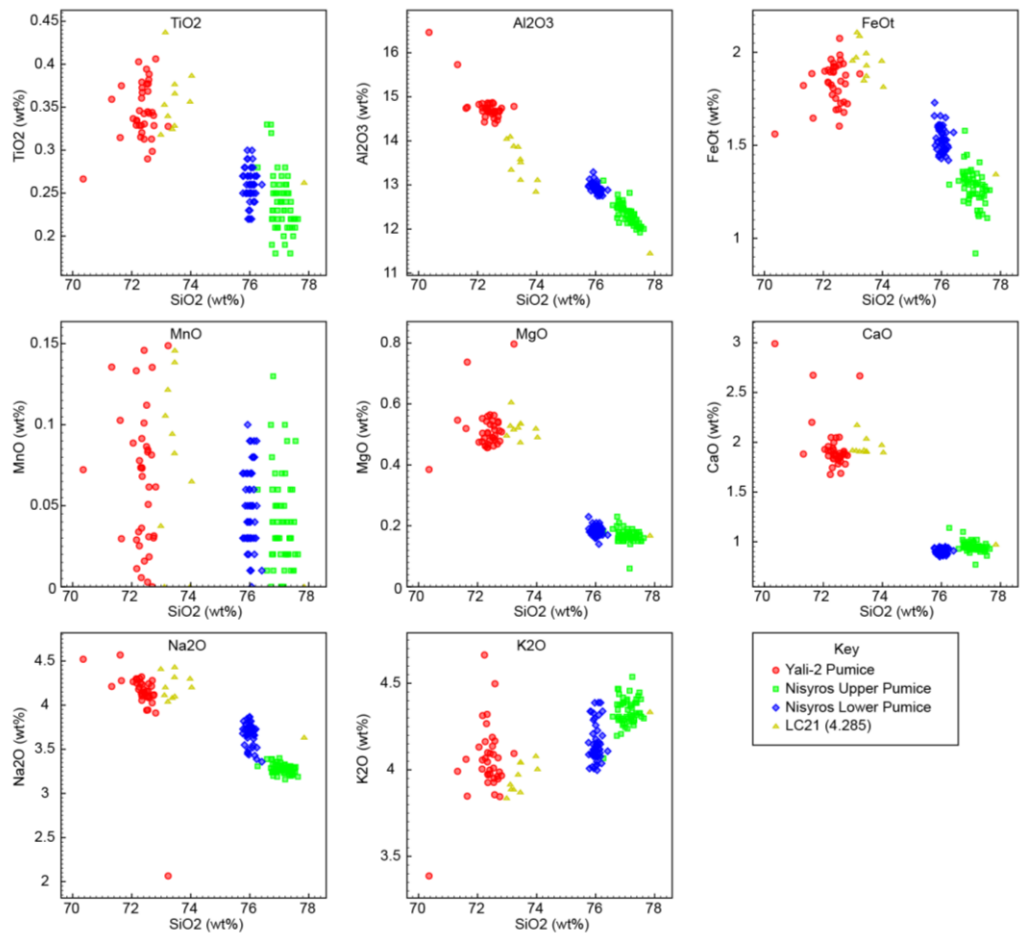 TiO2
0.45
0.4
0.35
0.3
0.25
0.2
TiO2 (wt%)
70 72 74 76 78
SiO2 (wt%)
Al2O3
16
15
14
13
12
11
Al2O3 (wt%)
70 72 74 76 78
SiO2 (wt%)
FeOt
2
1.5
1
FeOt (wt%)
70 72 74 76 78
SiO2 (wt%)
MnO
0.15
0.1
0.05
0
MnO (wt%)
70 72 74 76 78
SiO2 (wt%)
MgO
0.8
0.6
0.4
0.2
0
MgO (wt%)
70 72 74 76 78
SiO2 (wt%)
CaO
3
2.5
2
1.5
1
CaO (wt%)
70 72 74 76 78
SiO2 (wt%)
Na2O
4.5
4
3.5
3
2.5
2
Na2O (wt%)
70 72 74 76 78
SiO2 (wt%)
K2O
4.5
4
3.5
K2O (wt%)
70 72 74 76 78
SiO2 (wt%)
Key
Yali-2 Pumice
Nisyros Upper Pumice
Nisyros Lower Pumice
LC21 (4.285)